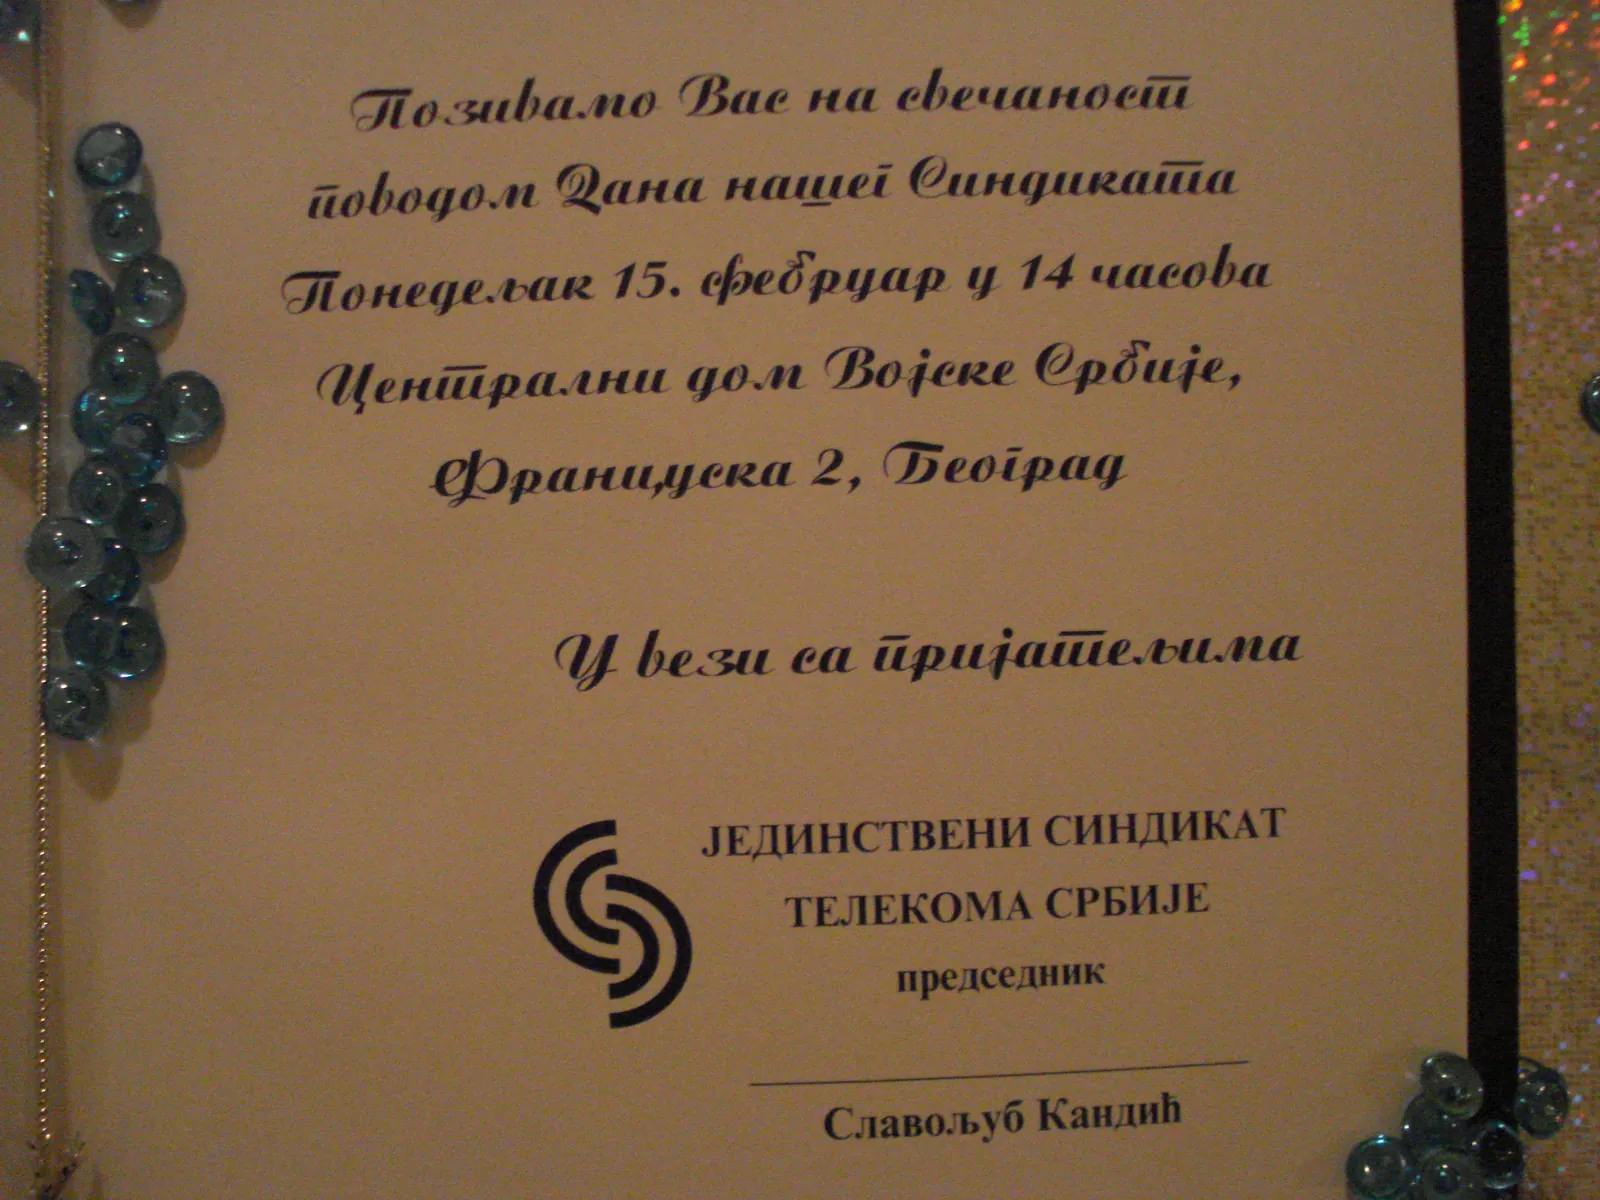 Позивамо Вас на свечаност
поводом Дана нашег Синдиката
Понедељак 15. фебруар у 14 часова
Централни дом Војске Србије,
Француска 2, Београд
У вези са пријатељима
ЈЕДИНСТВЕНИ СИНДИКАТ
ТЕЛЕКОМА СРБИЈЕ
председник
Славољуб Кандић